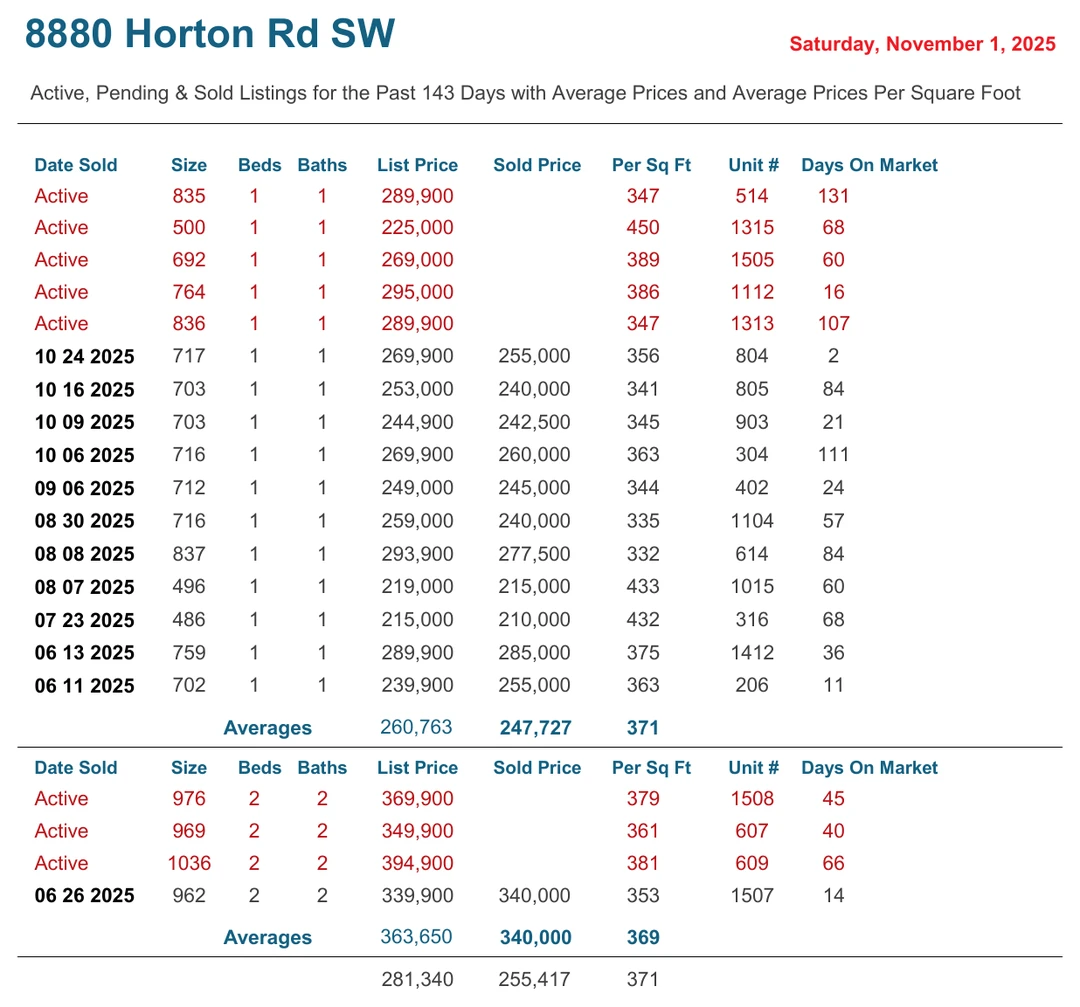 8880 Horton Rd SW
Saturday, November 1, 2025
Active, Pending & Sold Listings for the Past 143 Days with Average Prices and Average Prices Per Square Foot
Date Sold Size Beds Baths List Price Sold Price Per Sq Ft Unit # Days On Market
Active 835 1 1 289,900 347 514 131
Active 500 1 1 225,000 450 1315 68
Active 692 1 1 269,000 389 1505 60
Active 764 1 1 295,000 386 1112 16
Active 836 1 1 289,900 347 1313 107
10 24 2025 717 1 1 269,900 255,000 356 804 2
10 16 2025 703 1 1 253,000 240,000 341 805 84
10 09 2025 703 1 1 244,900 242,500 345 903 21
10 06 2025 716 1 1 269,900 260,000 363 304 111
09 06 2025 712 1 1 249,000 245,000 344 402 24
08 30 2025 716 1 1 259,000 240,000 335 1104 57
08 08 2025 837 1 1 293,900 277,500 332 614 84
08 07 2025 496 1 1 219,000 215,000 433 1015 60
07 23 2025 486 1 1 215,000 210,000 432 316 68
06 13 2025 759 1 1 289,900 285,000 375 1412 36
06 11 2025 702 1 1 239,900 255,000 363 206 11
Averages 260,763 247,727 371
Date Sold Size Beds Baths List Price Sold Price Per Sq Ft Unit # Days On Market
Active 976 2 2 369,900 379 1508 45
Active 969 2 2 349,900 361 607 40
Active 1036 2 2 394,900 381 609 66
06 26 2025 962 2 2 339,900 340,000 353 1507 14
Averages 363,650 340,000 369
281,340 255,417 371